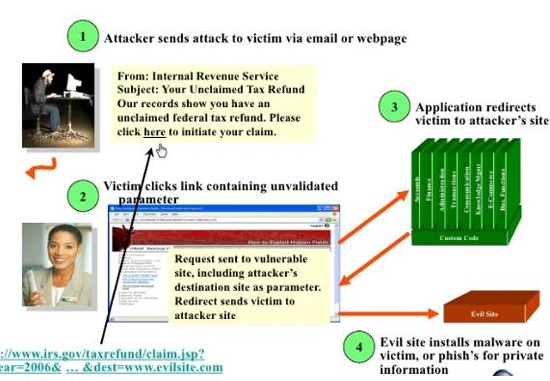 1 Attacker sends attack to victim via email or webpage
From: Internal Revenue Service
Subject: Your Unclaimed Tax Refund
Our records show you have an
unclaimed federal tax refund. Please
click here to initiate your claim.
3 Application redirects
victim to attacker's site
Accounts
Finance
Administration
Transactions
Communication
Knowledge Mgmt
E-Commerce
Bus. Functions
Custom Code
2 Victim clicks link containing unvalidated
parameter
How to Exploit Hidden Fields
Request sent to vulnerable
site, including attacker's
destination site as parameter.
Redirect sends victim to
attacker site
Evil Site
4 Evil site installs malware on
victim, or phish's for private
information
://www.irs.gov/taxrefund/claim.jsp?
ear=2006& … &dest=www.evilsite.com